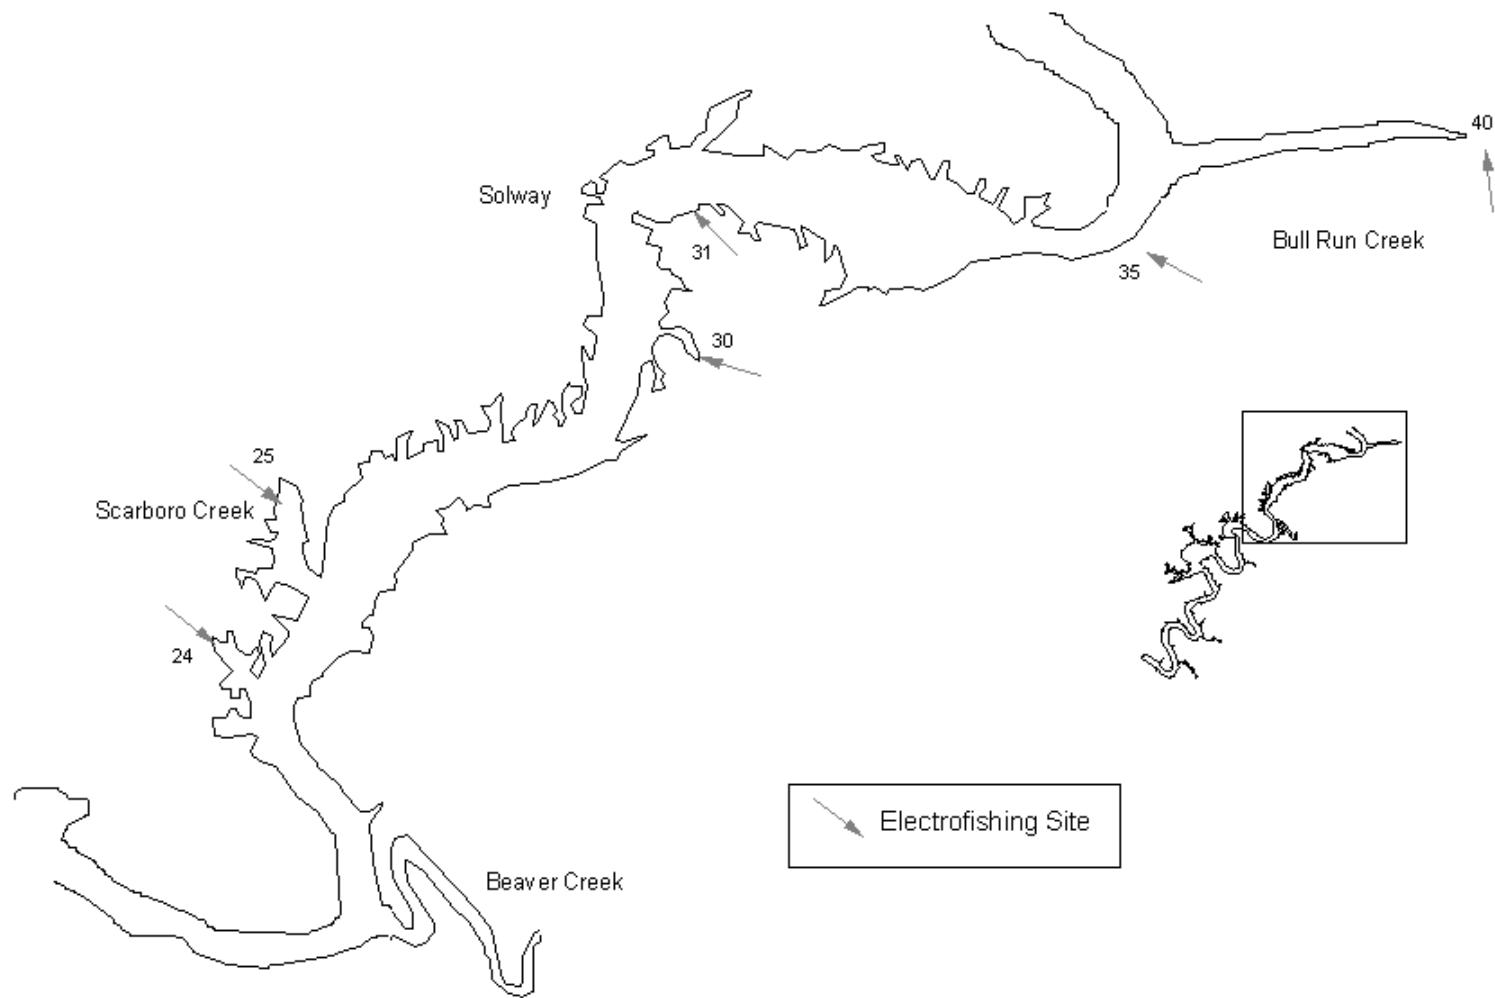 40
Solway
Bull Run Creek
31
35
30
25
Scarboro Creek
24
Electrofishing Site
Beaver Creek